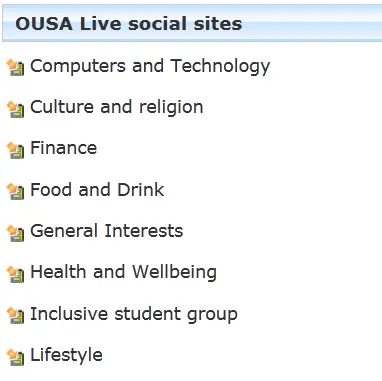 OUSA Live social sites
Computers and Technology
Culture and religion
Finance
Food and Drink
General Interests
Health and Wellbeing
Inclusive student group
Lifestyle